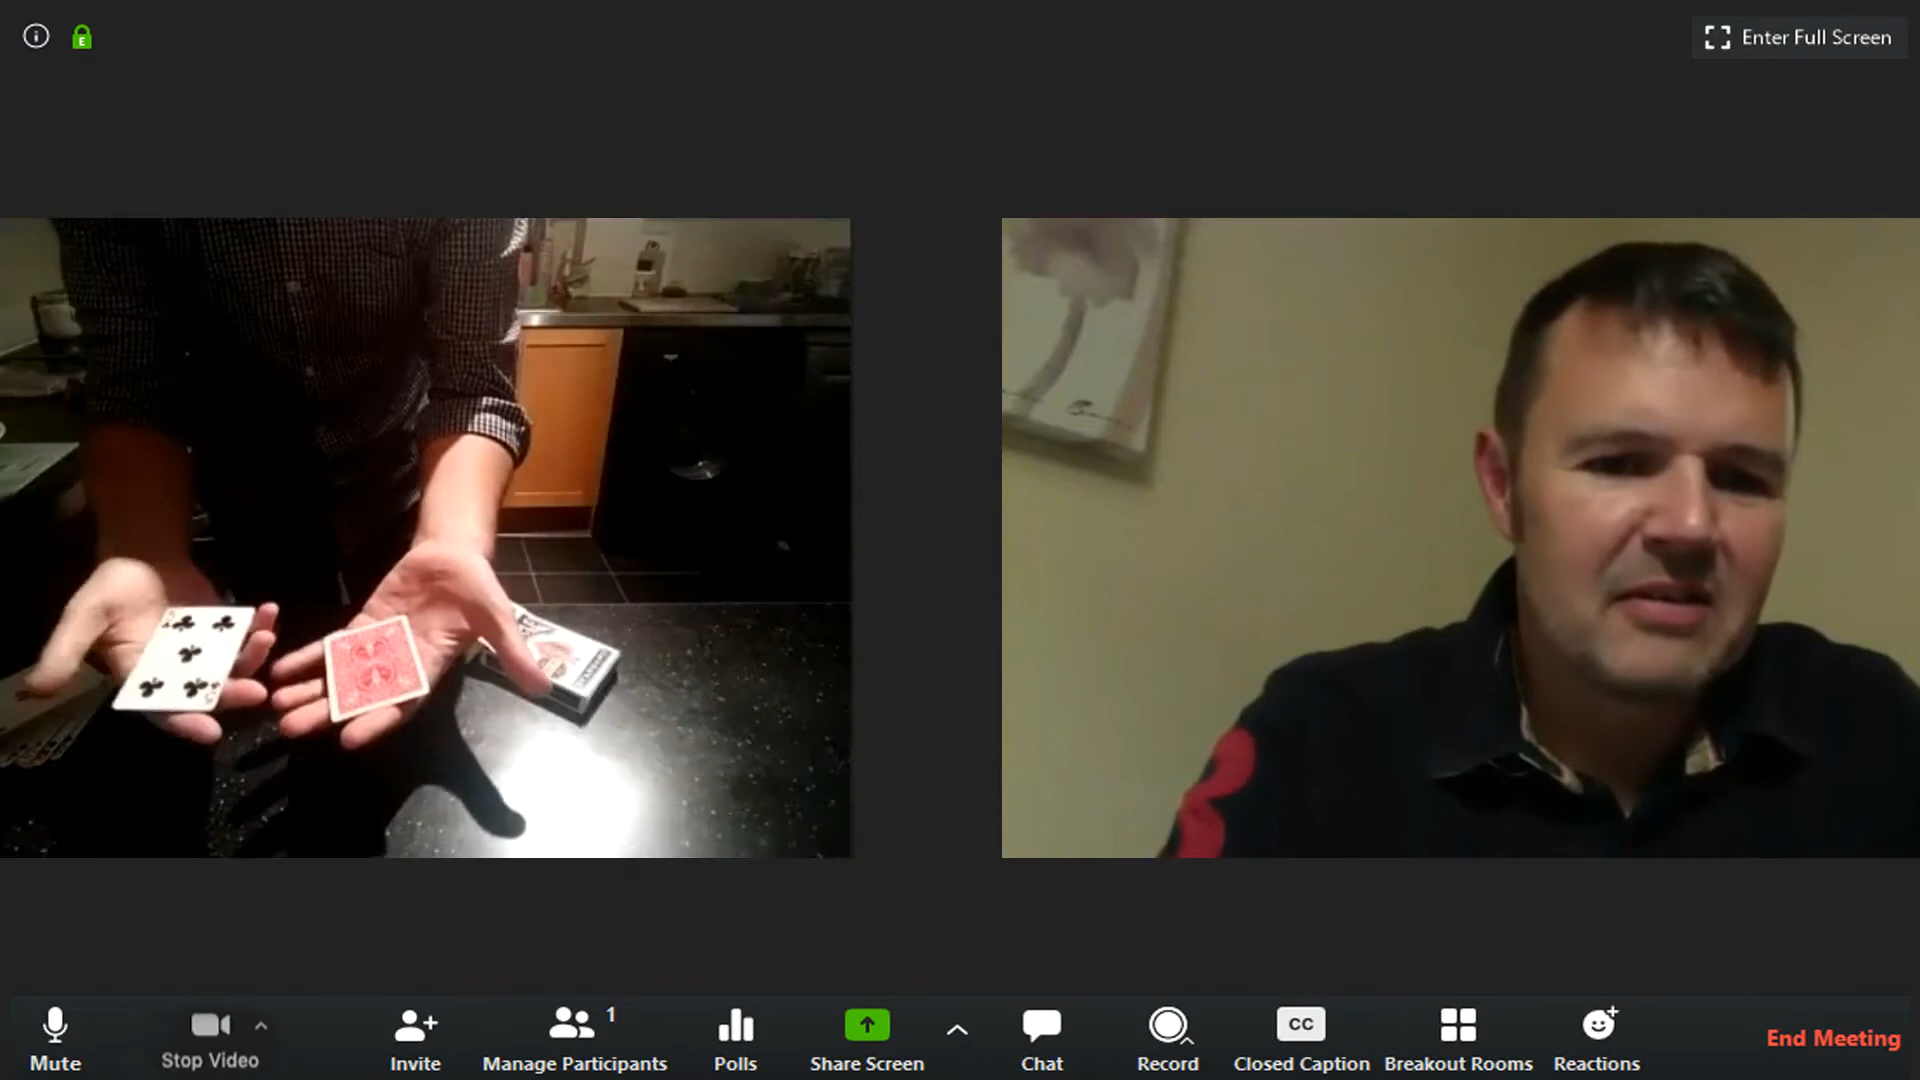 Enter Full Screen
E
1
CC
Mute
Stop Video
Invite
Manage Participants
Polls
Share Screen
Chat
Record
Closed Caption
Breakout Rooms
Reactions
End Meeting